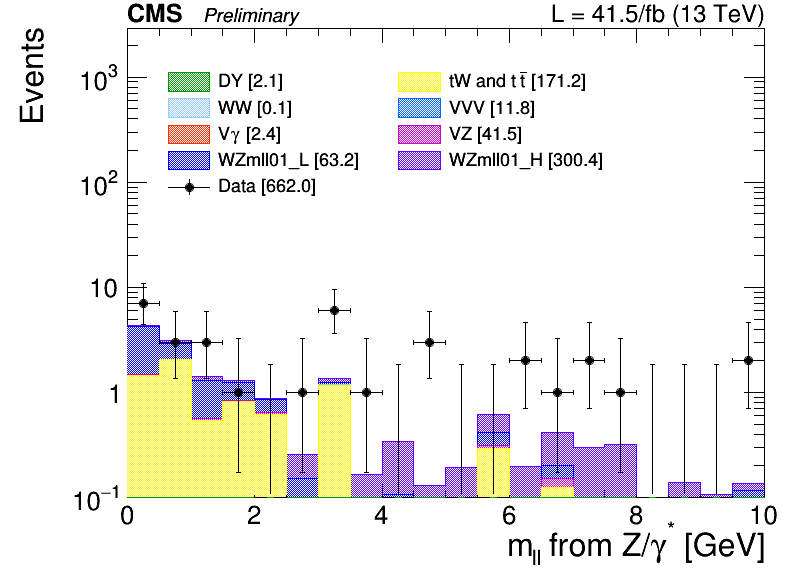 CMS Preliminary L = 41.5/fb (13 TeV)
Events
10³
10²
10
1
10⁻¹
DY [2.1]
tW and tt̄ [171.2]
WW [0.1]
VVV [11.8]
Vγ [2.4]
VZ [41.5]
WZmll01_L [63.2]
WZmll01_H [300.4]
Data [662.0]
0 2 4 6 8 10
m_ll from Z/γ* [GeV]